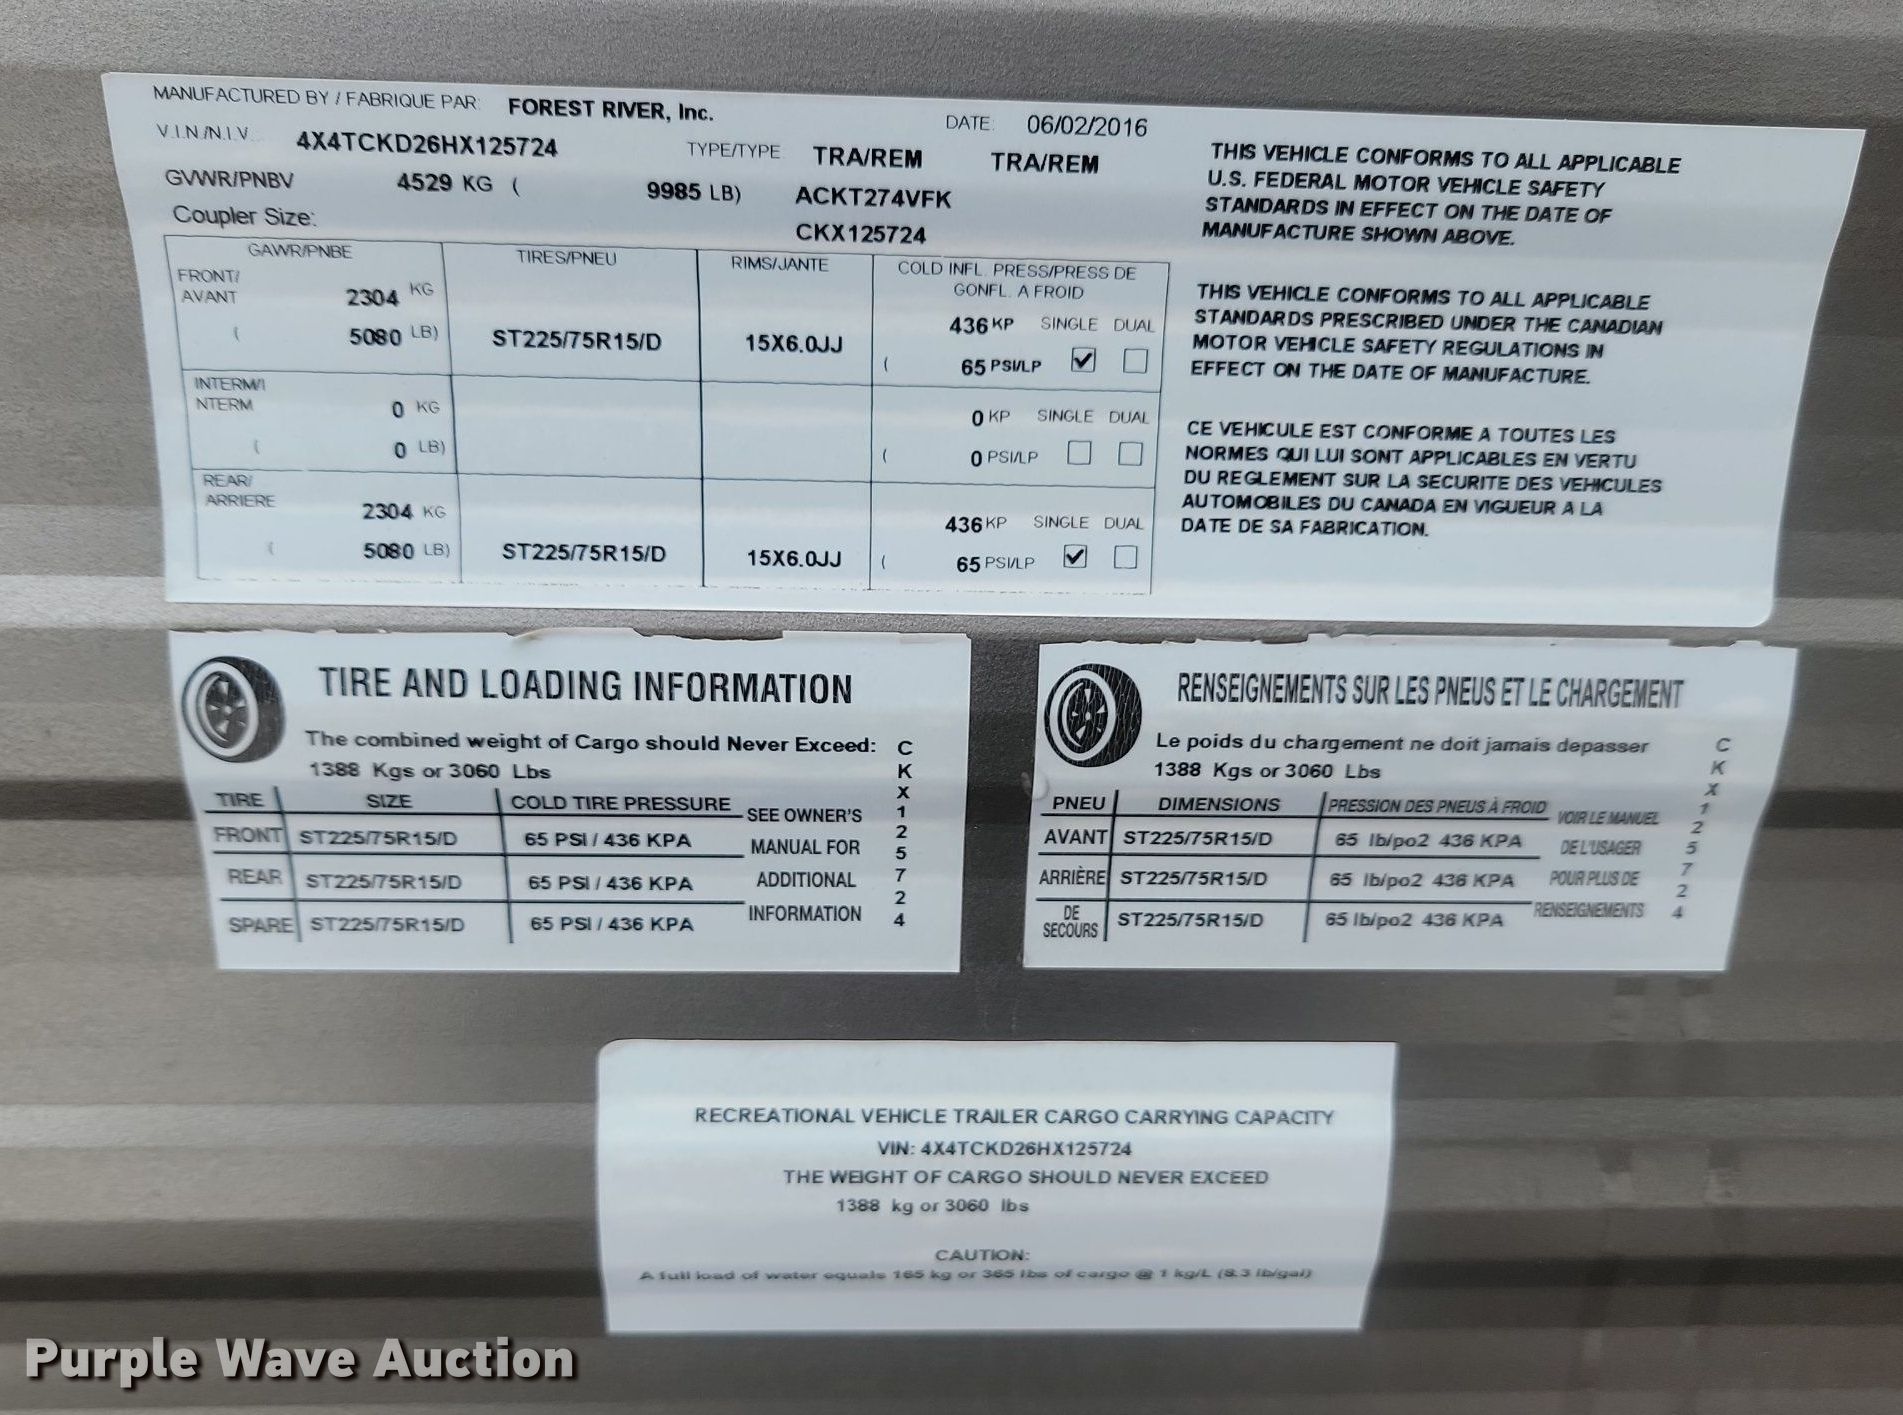 MANUFACTURED BY / FABRIQUE PAR: FOREST RIVER, Inc. DATE: 06/02/2016
V.I.N./N.I.V. 4X4TCKD26HX125724 TYPE/TYPE TRA/REM TRA/REM
GVWR/PNBV 4529 KG ( 9985 LB) ACKT274VFK
Coupler Size: CKX125724
GAWR/PNBE TIRES/PNEU RIMS/JANTE COLD INFL. PRESS/PRESS DE
GONFL. A FROID
FRONT/
AVANT 2304 KG 436 KP SINGLE DUAL
( 5080 LB) ST225/75R15/D 15X6.0JJ ( 65 PSI/LP
INTERM/I
NTERM 0 KG 0 KP SINGLE DUAL
( 0 LB) ( 0 PSI/LP
REAR/
ARRIERE 2304 KG 436 KP SINGLE DUAL
( 5080 LB) ST225/75R15/D 15X6.0JJ ( 65 PSI/LP
THIS VEHICLE CONFORMS TO ALL APPLICABLE
U.S. FEDERAL MOTOR VEHICLE SAFETY
STANDARDS IN EFFECT ON THE DATE OF
MANUFACTURE SHOWN ABOVE.
THIS VEHICLE CONFORMS TO ALL APPLICABLE
STANDARDS PRESCRIBED UNDER THE CANADIAN
MOTOR VEHICLE SAFETY REGULATIONS IN
EFFECT ON THE DATE OF MANUFACTURE.
CE VEHICULE EST CONFORME A TOUTES LES
NORMES QUI LUI SONT APPLICABLES EN VERTU
DU REGLEMENT SUR LA SECURITE DES VEHICULES
AUTOMOBILES DU CANADA EN VIGUEUR A LA
DATE DE SA FABRICATION.
TIRE AND LOADING INFORMATION
The combined weight of Cargo should Never Exceed:
1388 Kgs or 3060 Lbs
TIRE SIZE COLD TIRE PRESSURE
FRONT ST225/75R15/D 65 PSI / 436 KPA
REAR ST225/75R15/D 65 PSI / 436 KPA
SPARE ST225/75R15/D 65 PSI / 436 KPA
SEE OWNER'S
MANUAL FOR
ADDITIONAL
INFORMATION
CKX125724
RENSEIGNEMENTS SUR LES PNEUS ET LE CHARGEMENT
Le poids du chargement ne doit jamais depasser
1388 Kgs or 3060 Lbs
PNEU DIMENSIONS PRESSION DES PNEUS À FROID
AVANT ST225/75R15/D 65 lb/po2 436 KPA
ARRIÈRE ST225/75R15/D 65 lb/po2 436 KPA
DE
SECOURS ST225/75R15/D 65 lb/po2 436 KPA
VOIR LE MANUEL
DE L'USAGER
POUR PLUS DE
RENSEIGNEMENTS
CKX125724
RECREATIONAL VEHICLE TRAILER CARGO CARRYING CAPACITY
VIN: 4X4TCKD26HX125724
THE WEIGHT OF CARGO SHOULD NEVER EXCEED
1388 kg or 3060 lbs
CAUTION:
A full load of water equals 165 kg or 365 lbs of cargo @ 1 kg/L (8.3 lb/gal)
Purple Wave Auction